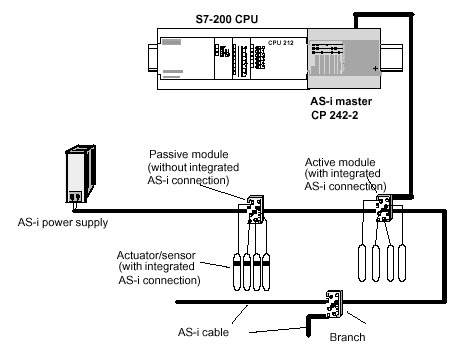 S7-200 CPU
CPU 212
AS-i master
CP 242-2
Passive module
(without integrated
AS-i connection)
Active module
(with integrated
AS-i connection)
AS-i power supply
Actuator/sensor
(with integrated
AS-i connection)
AS-i cable
Branch